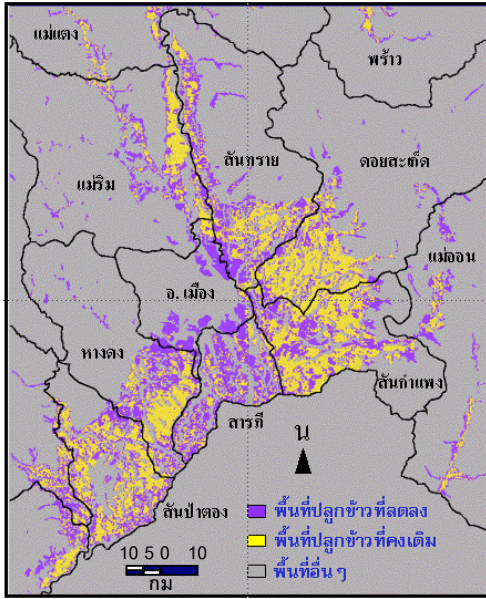 แม่แตง
พร้าว
สันทราย
ดอยสะเก็ด
แม่ริม
แม่ออน
อ. เมือง
หางดง
สันกำแพง
สารภี
น
สันป่าตอง
พื้นที่ปลูกข้าวที่ลดลง
พื้นที่ปลูกข้าวที่คงเดิม
พื้นที่อื่น ๆ
10 5 0 10
กม